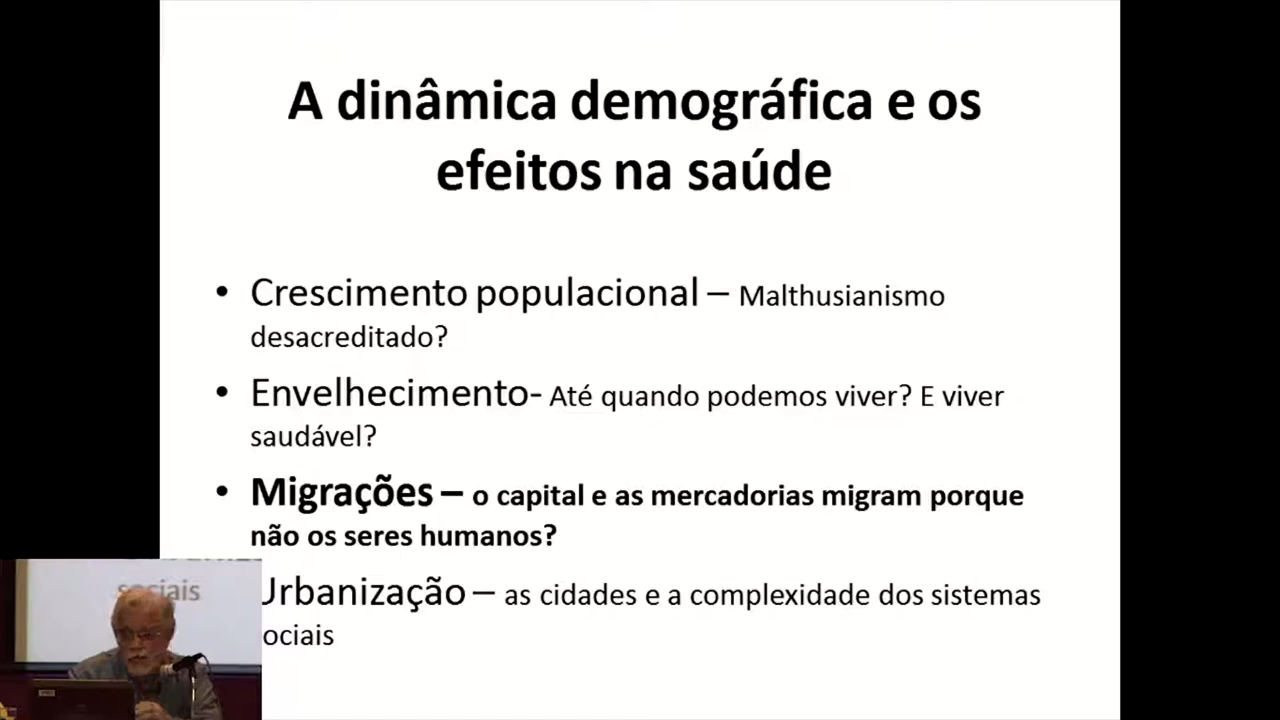 A dinâmica demográfica e os
efeitos na saúde
• Crescimento populacional – Malthusianismo
desacreditado?
• Envelhecimento- Até quando podemos viver? E viver
saudável?
• Migrações – o capital e as mercadorias migram porque
não os seres humanos?
Urbanização – as cidades e a complexidade dos sistemas
ociais
sociais